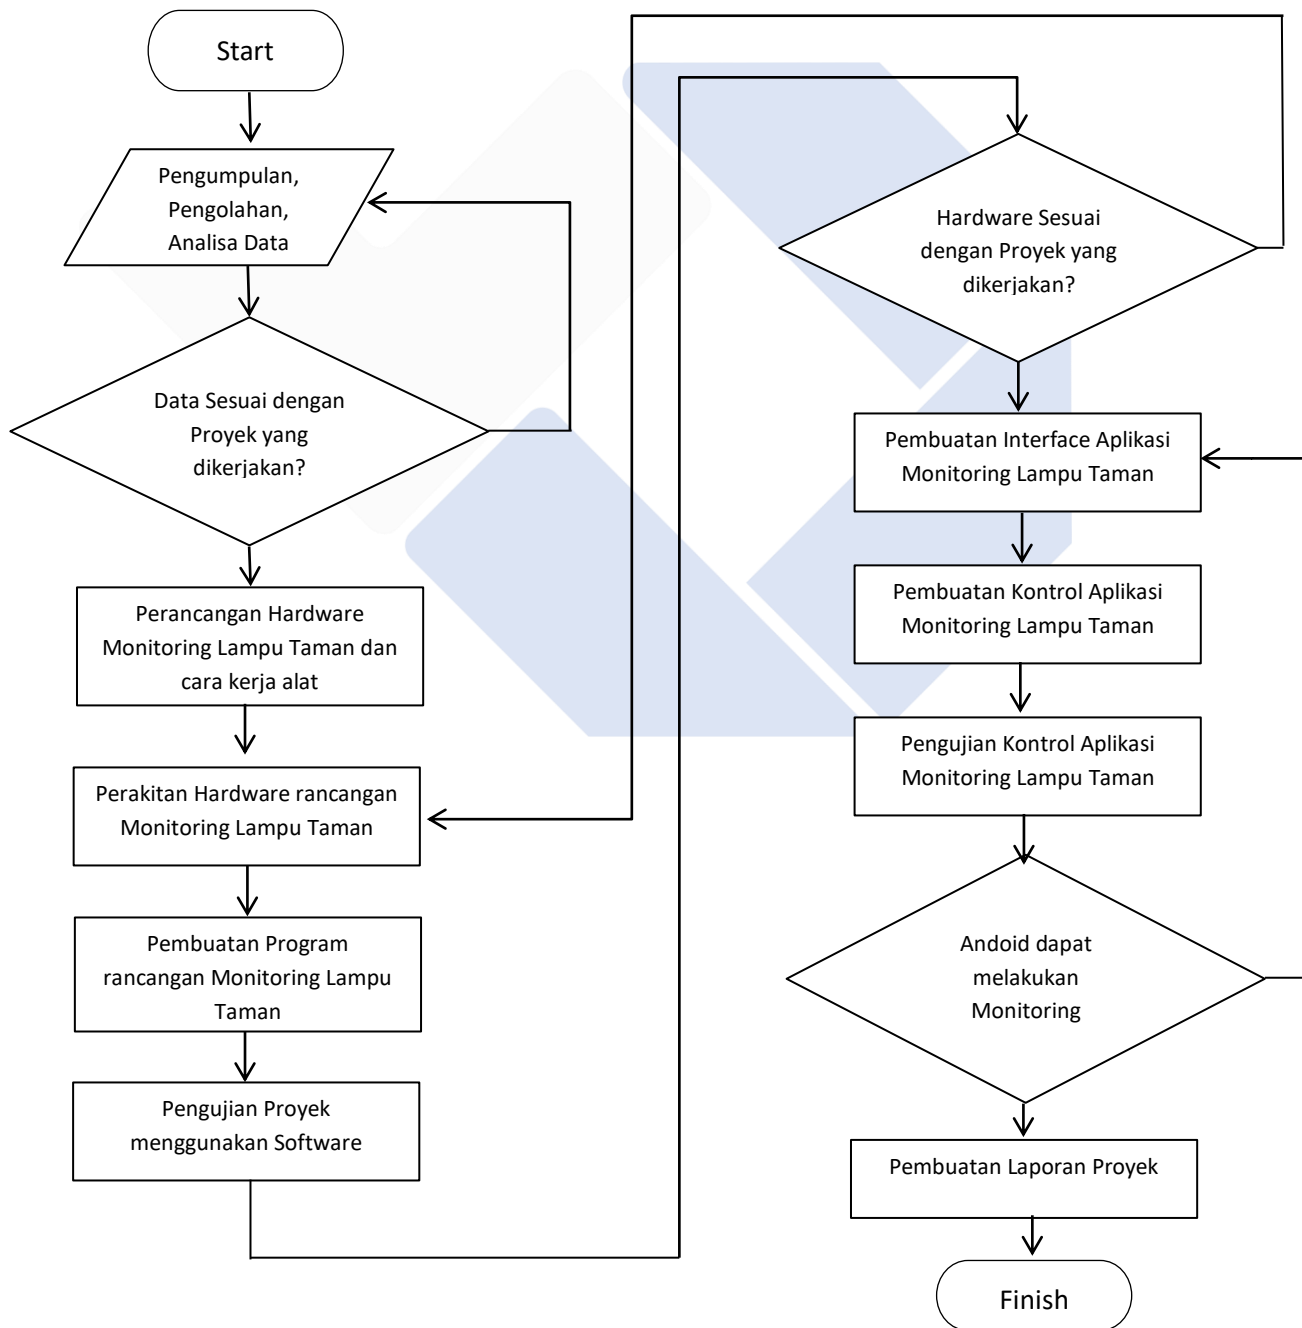 Start
Pengumpulan,
Pengolahan,
Analisa Data
Data Sesuai dengan
Proyek yang
dikerjakan?
Perancangan Hardware
Monitoring Lampu Taman dan
cara kerja alat
Perakitan Hardware rancangan
Monitoring Lampu Taman
Pembuatan Program
rancangan Monitoring Lampu
Taman
Pengujian Proyek
menggunakan Software
Hardware Sesuai
dengan Proyek yang
dikerjakan?
Pembuatan Interface Aplikasi
Monitoring Lampu Taman
Pembuatan Kontrol Aplikasi
Monitoring Lampu Taman
Pengujian Kontrol Aplikasi
Monitoring Lampu Taman
Andoid dapat
melakukan
Monitoring
Pembuatan Laporan Proyek
Finish